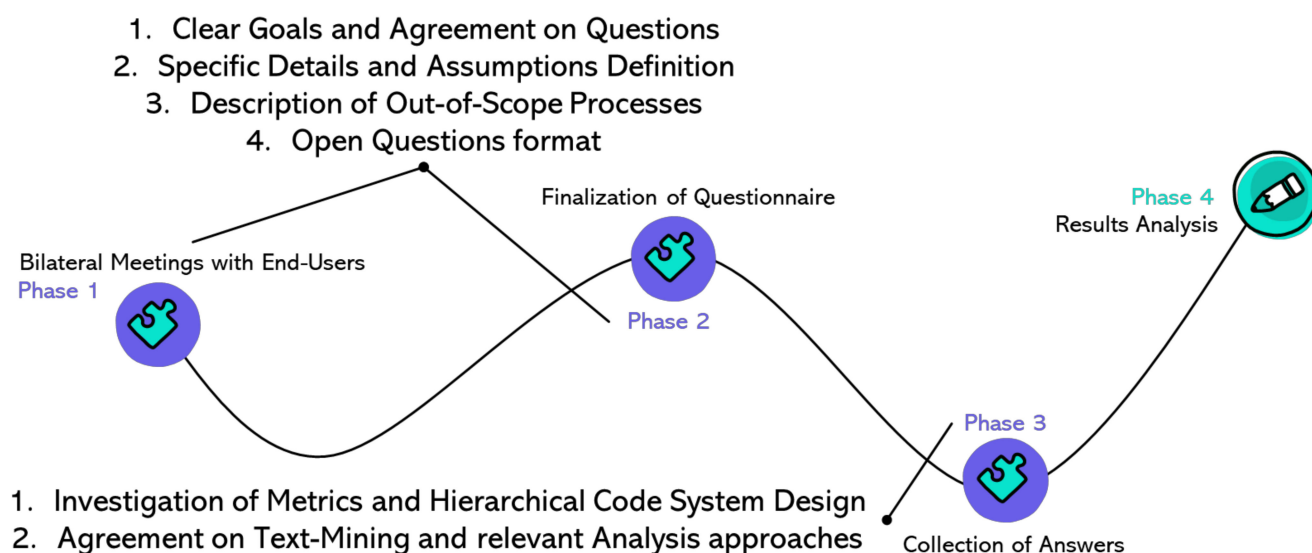 1. Clear Goals and Agreement on Questions
2. Specific Details and Assumptions Definition
3. Description of Out-of-Scope Processes
4. Open Questions format
Bilateral Meetings with End-Users
Phase 1
Finalization of Questionnaire
Phase 2
Phase 4
Results Analysis
Phase 3
Collection of Answers
1. Investigation of Metrics and Hierarchical Code System Design
2. Agreement on Text-Mining and relevant Analysis approaches